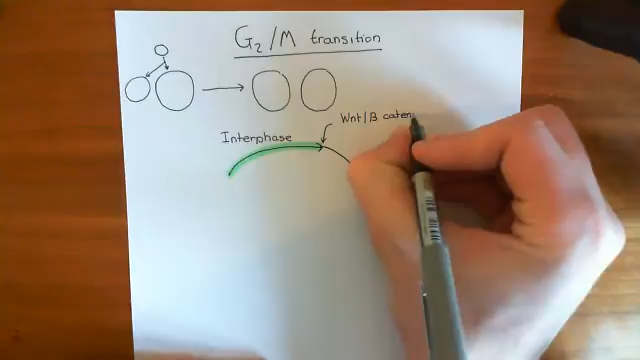 G₂/M transition
Wnt/β caten
Interphase